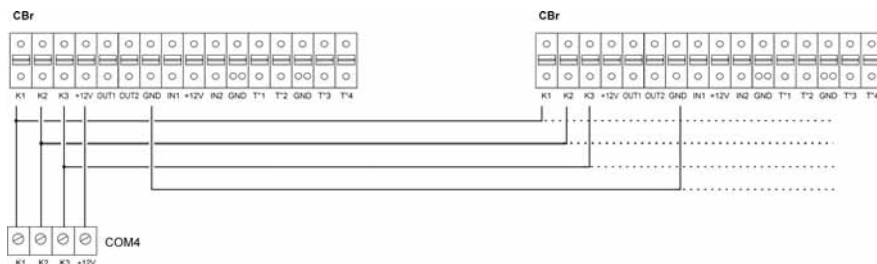 CBr CBr
K1 K2 K3 +12V OUT1 OUT2 GND IN1 +12V IN2 GND T°1 T°2 GND T°3 T°4 K1 K2 K3 +12V OUT1 OUT2 GND IN1 +12V IN2 GND T°1 T°2 GND T°3 T°4
COM4
K1 K2 K3 +12V